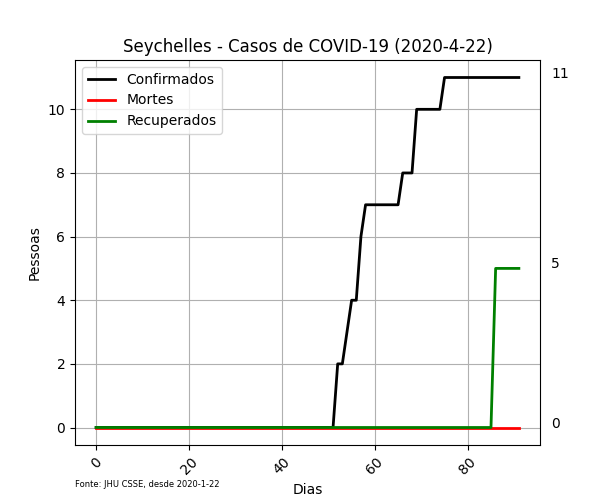 Seychelles - Casos de COVID-19 (2020-4-22)
Confirmados
Mortes
Recuperados
Pessoas
10
8
6
4
2
0
11
5
0
0 20 40 60 80
Dias
Fonte: JHU CSSE, desde 2020-1-22